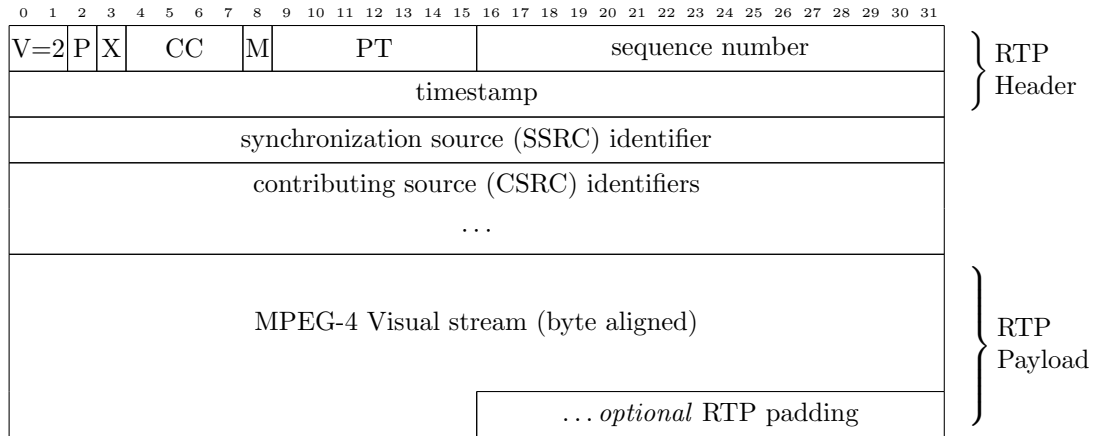 0 1 2 3 4 5 6 7 8 9 10 11 12 13 14 15 16 17 18 19 20 21 22 23 24 25 26 27 28 29 30 31
V=2 P X CC M PT sequence number
RTP
Header
timestamp
synchronization source (SSRC) identifier
contributing source (CSRC) identifiers
...
MPEG-4 Visual stream (byte aligned)
RTP
Payload
... optional RTP padding